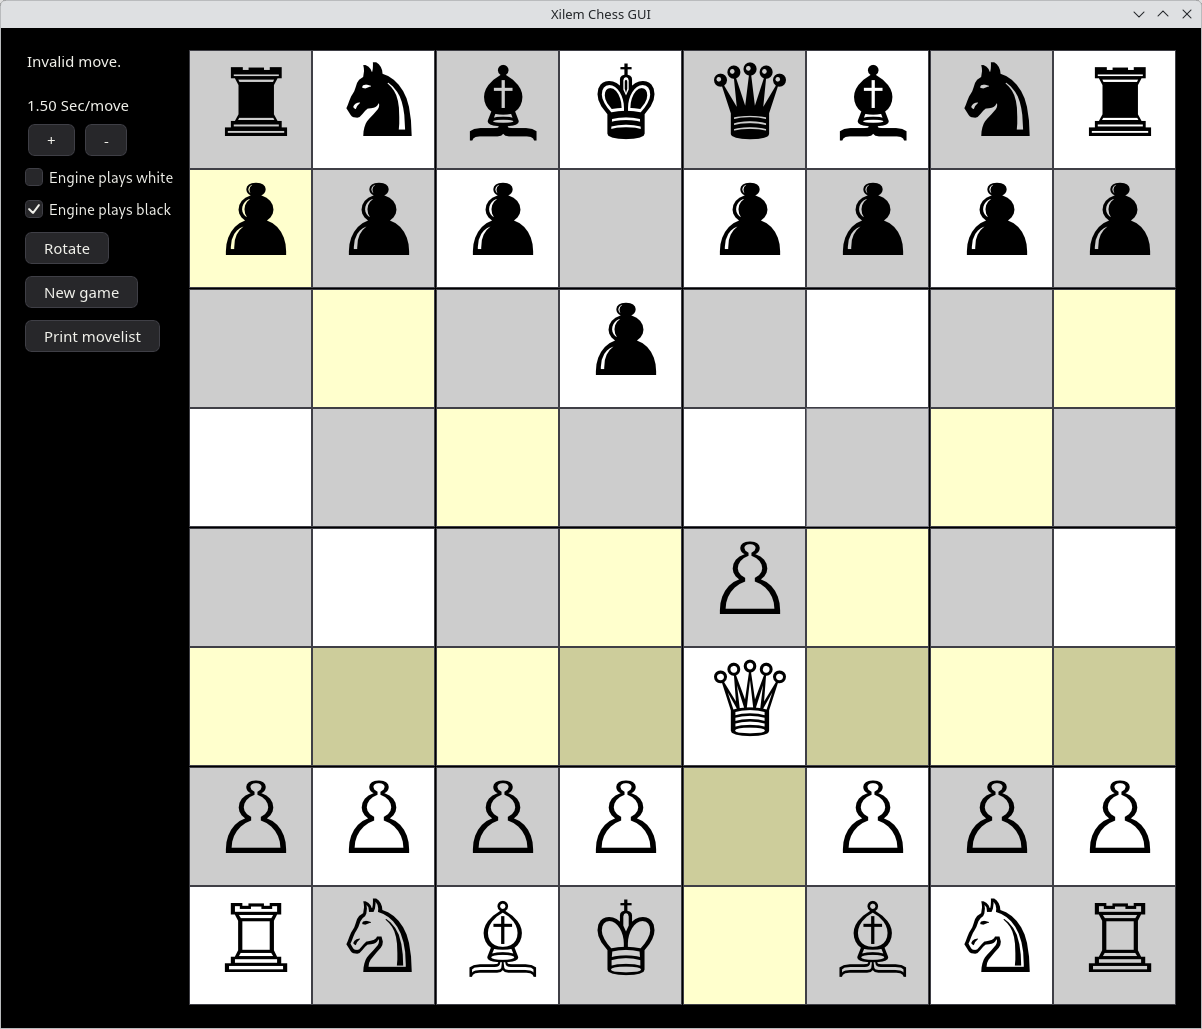 Xilem Chess GUI
Invalid move.
1.50 Sec/move
+ -
Engine plays white
Engine plays black
Rotate
New game
Print movelist